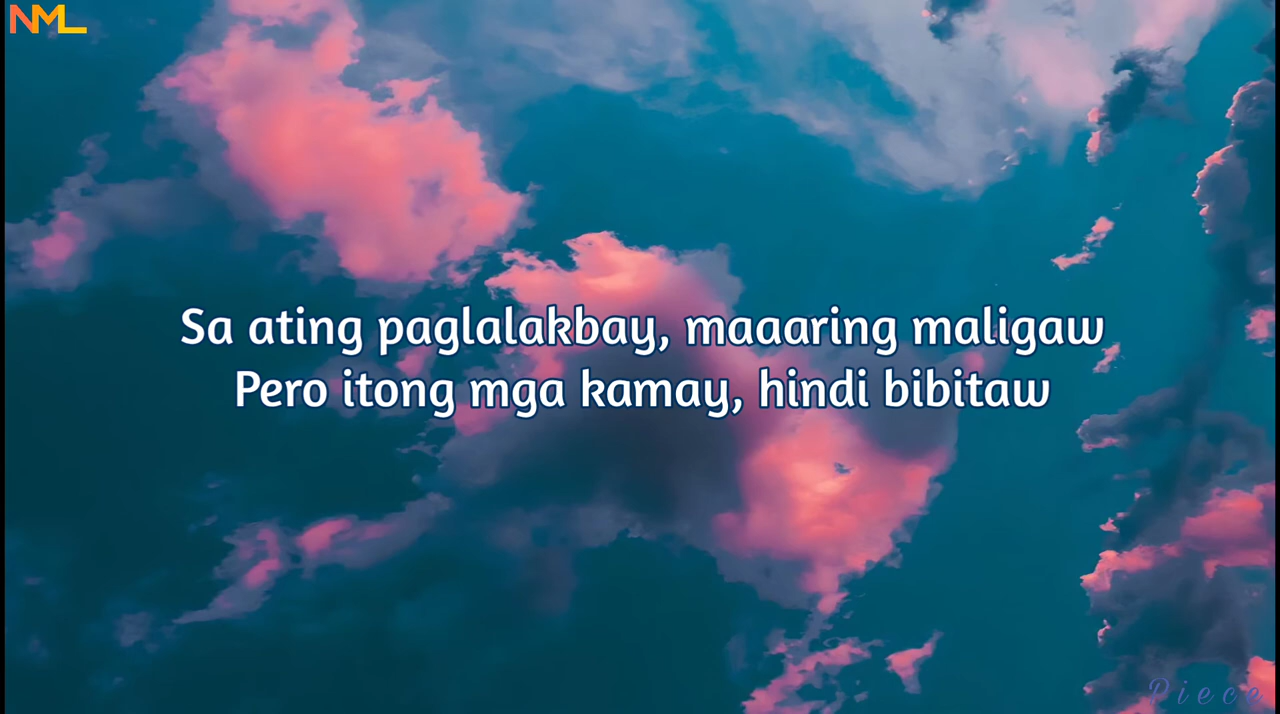 NML
Sa ating paglalakbay, maaaring maligaw
Pero itong mga kamay, hindi bibitaw
Piece